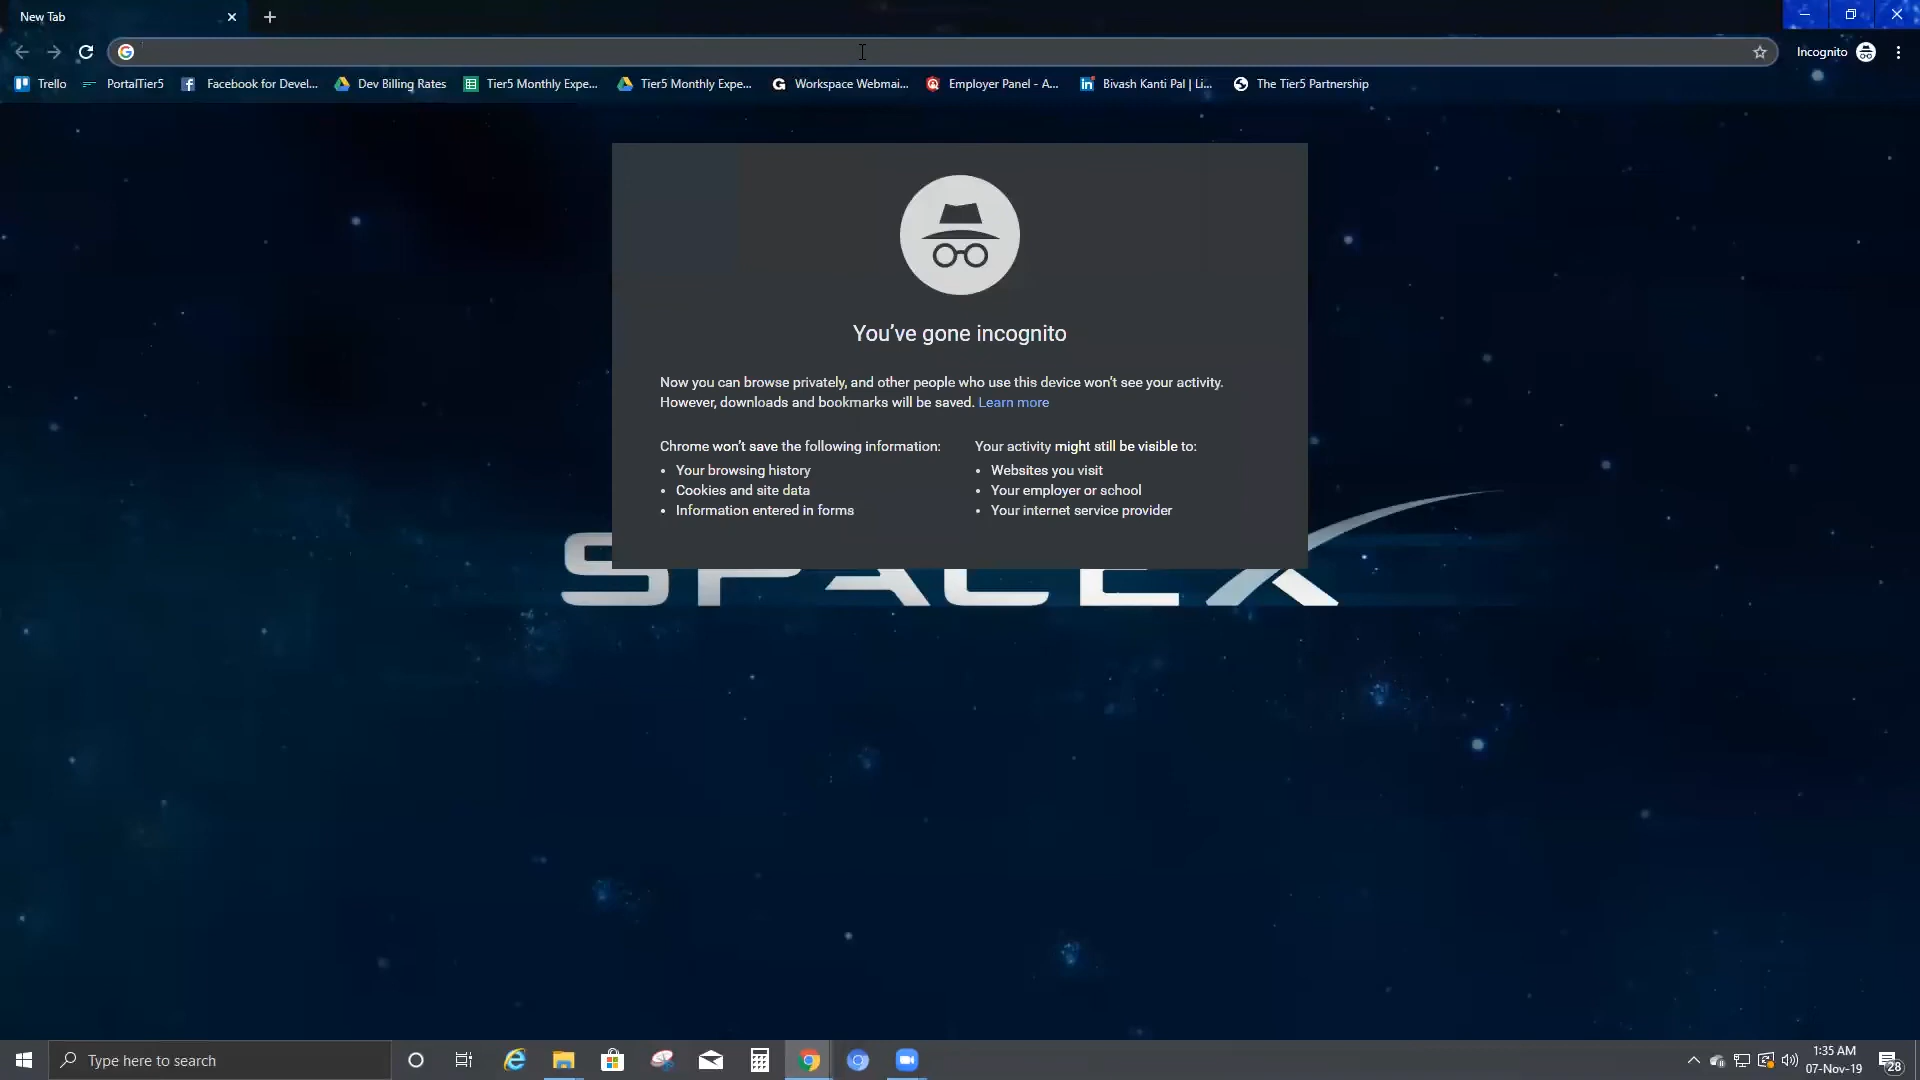 New Tab
Incognito
Trello
PortalTier5
Facebook for Devel...
Dev Billing Rates
Tier5 Monthly Expe...
Tier5 Monthly Expe...
Workspace Webmai...
Employer Panel - A...
Bivash Kanti Pal | Li...
The Tier5 Partnership
You've gone incognito
Now you can browse privately, and other people who use this device won't see your activity.
However, downloads and bookmarks will be saved. Learn more
Chrome won't save the following information:
• Your browsing history
• Cookies and site data
• Information entered in forms
Your activity might still be visible to:
• Websites you visit
• Your employer or school
• Your internet service provider
SPACEX
Type here to search
1:35 AM
07-Nov-19
28